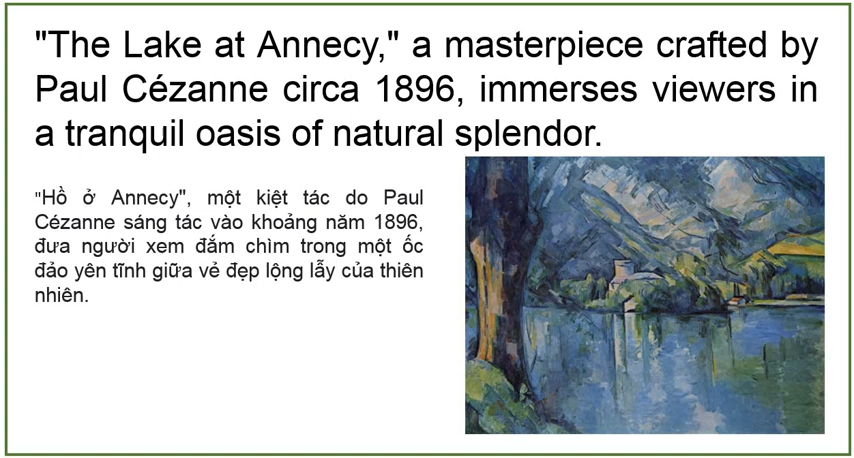 "The Lake at Annecy," a masterpiece crafted by
Paul Cézanne circa 1896, immerses viewers in
a tranquil oasis of natural splendor.
"Hồ ở Annecy", một kiệt tác do Paul
Cézanne sáng tác vào khoảng năm 1896,
đưa người xem đắm chìm trong một ốc
đảo yên tĩnh giữa vẻ đẹp lộng lẫy của thiên
nhiên.